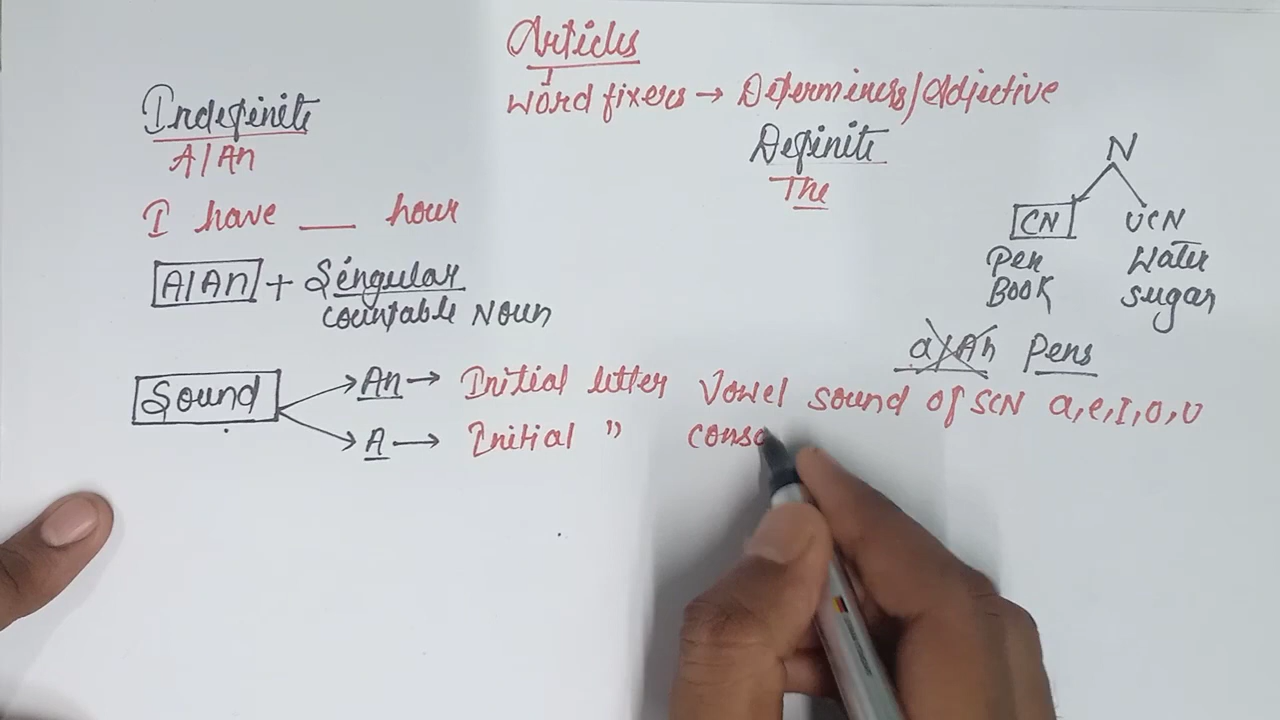 Articles
Word fixers → Determiners/Adjective
Indefinite
A/An
Definite
The
I have ___ hour
A/An + Singular
countable Noun
N
CN UCN
Pen Water
Book Sugar
a/An Pens
Sound
An → Initial letter Vowel sound of SCN a,e,I,O,U
A → Initial " conso